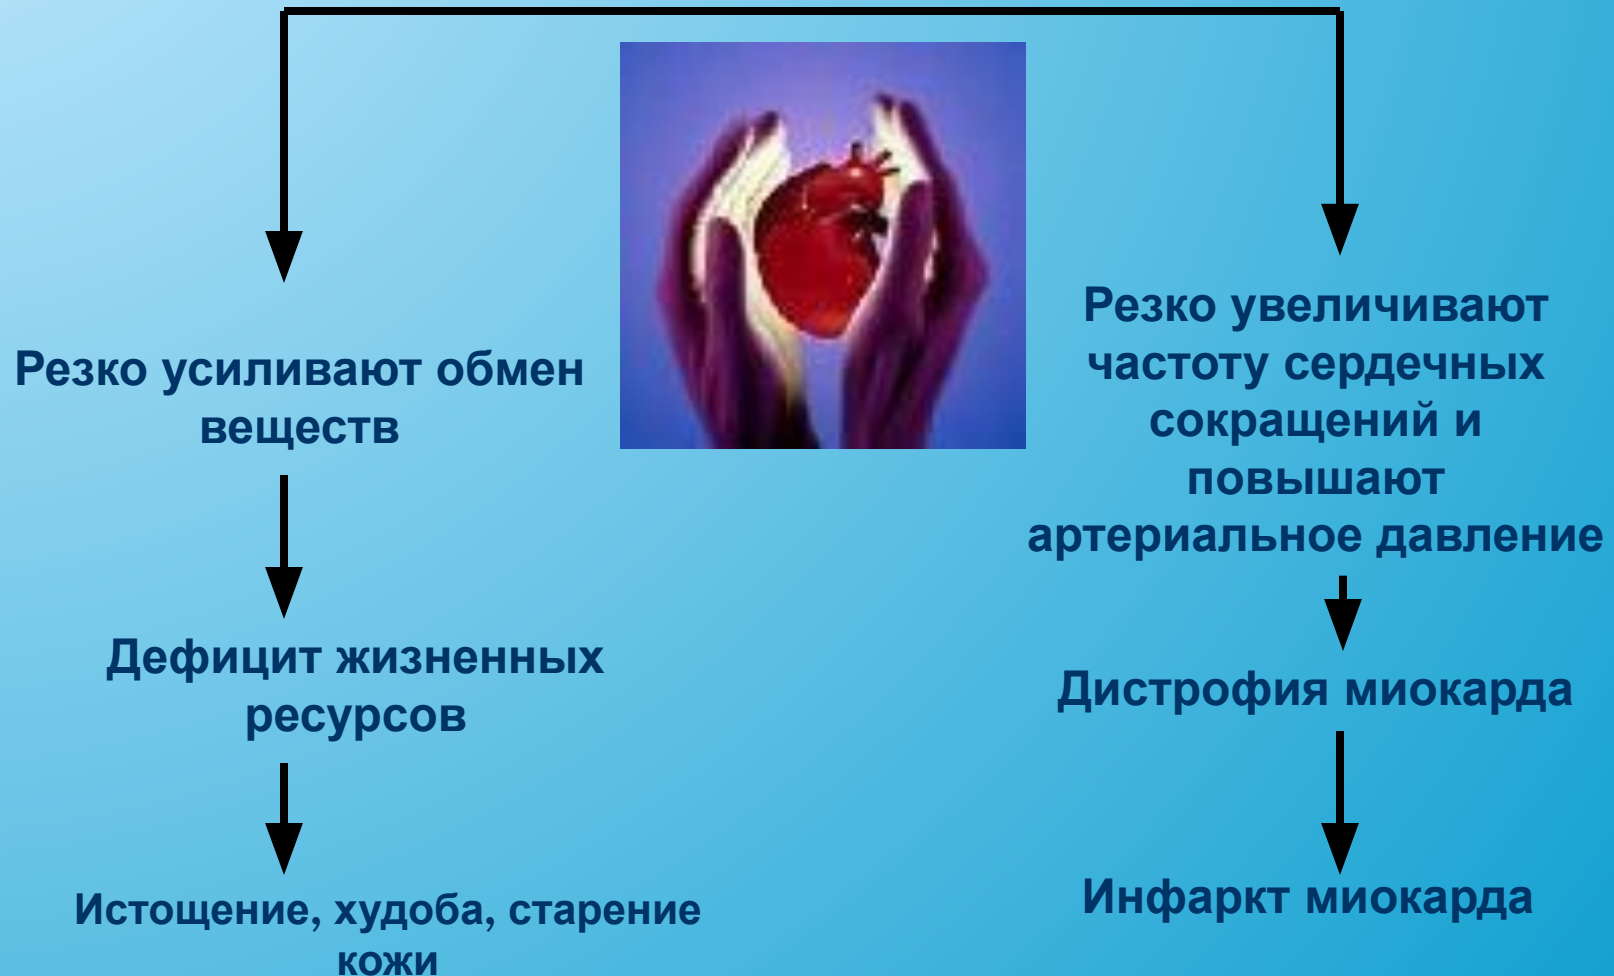 Резко усиливают обмен
веществ
Дефицит жизненных
ресурсов
Истощение, худоба, старение
кожи
Резко увеличивают
частоту сердечных
сокращений и
повышают
артериальное давление
Дистрофия миокарда
Инфаркт миокарда